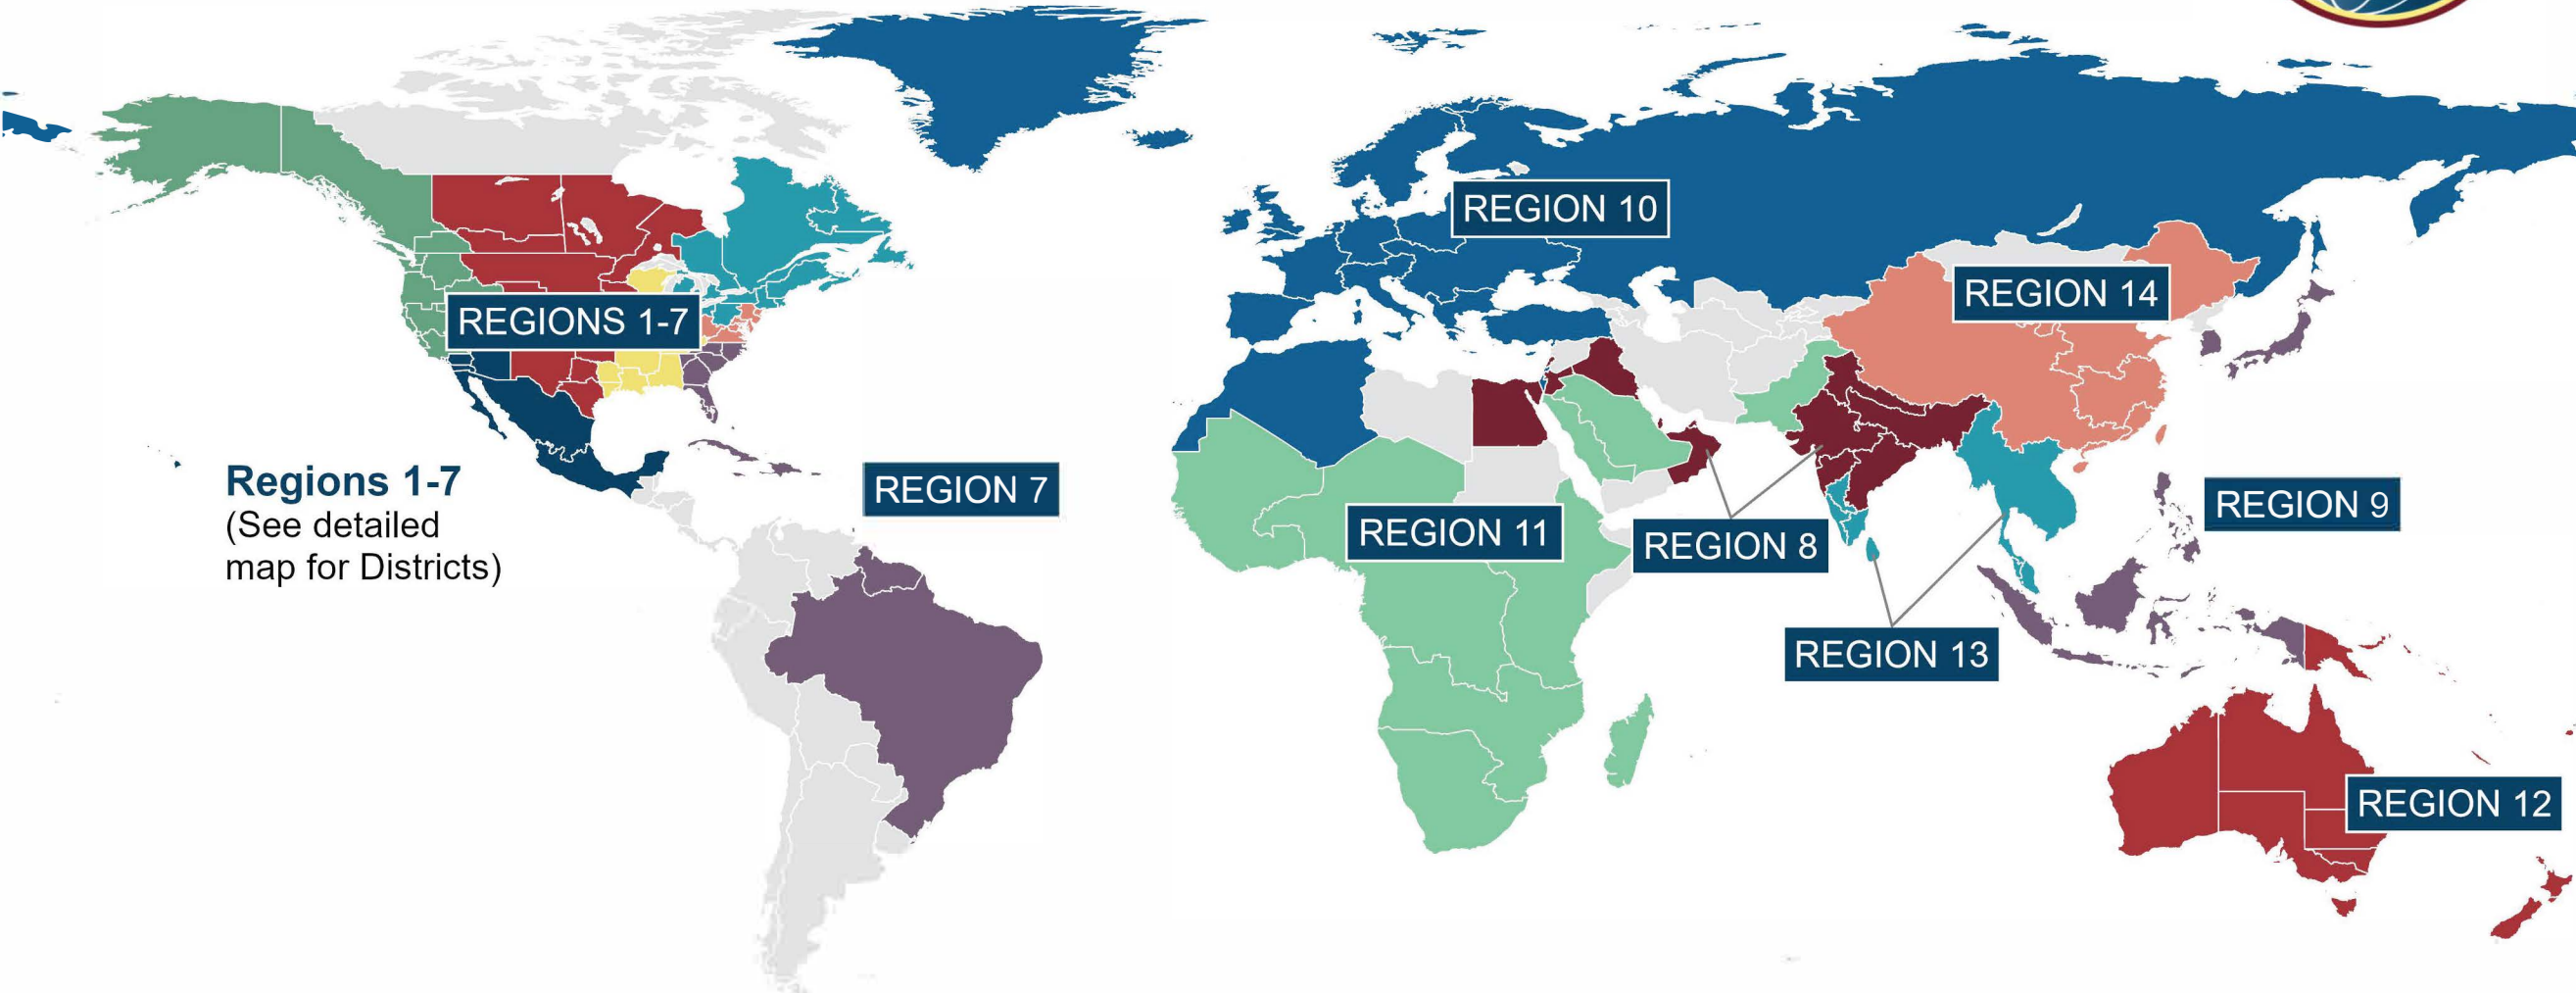 REGION 10
REGION 14
REGIONS 1-7
Regions 1-7
(See detailed
map for Districts)
REGION 7
REGION 9
REGION 11
REGION 8
REGION 13
REGION 12